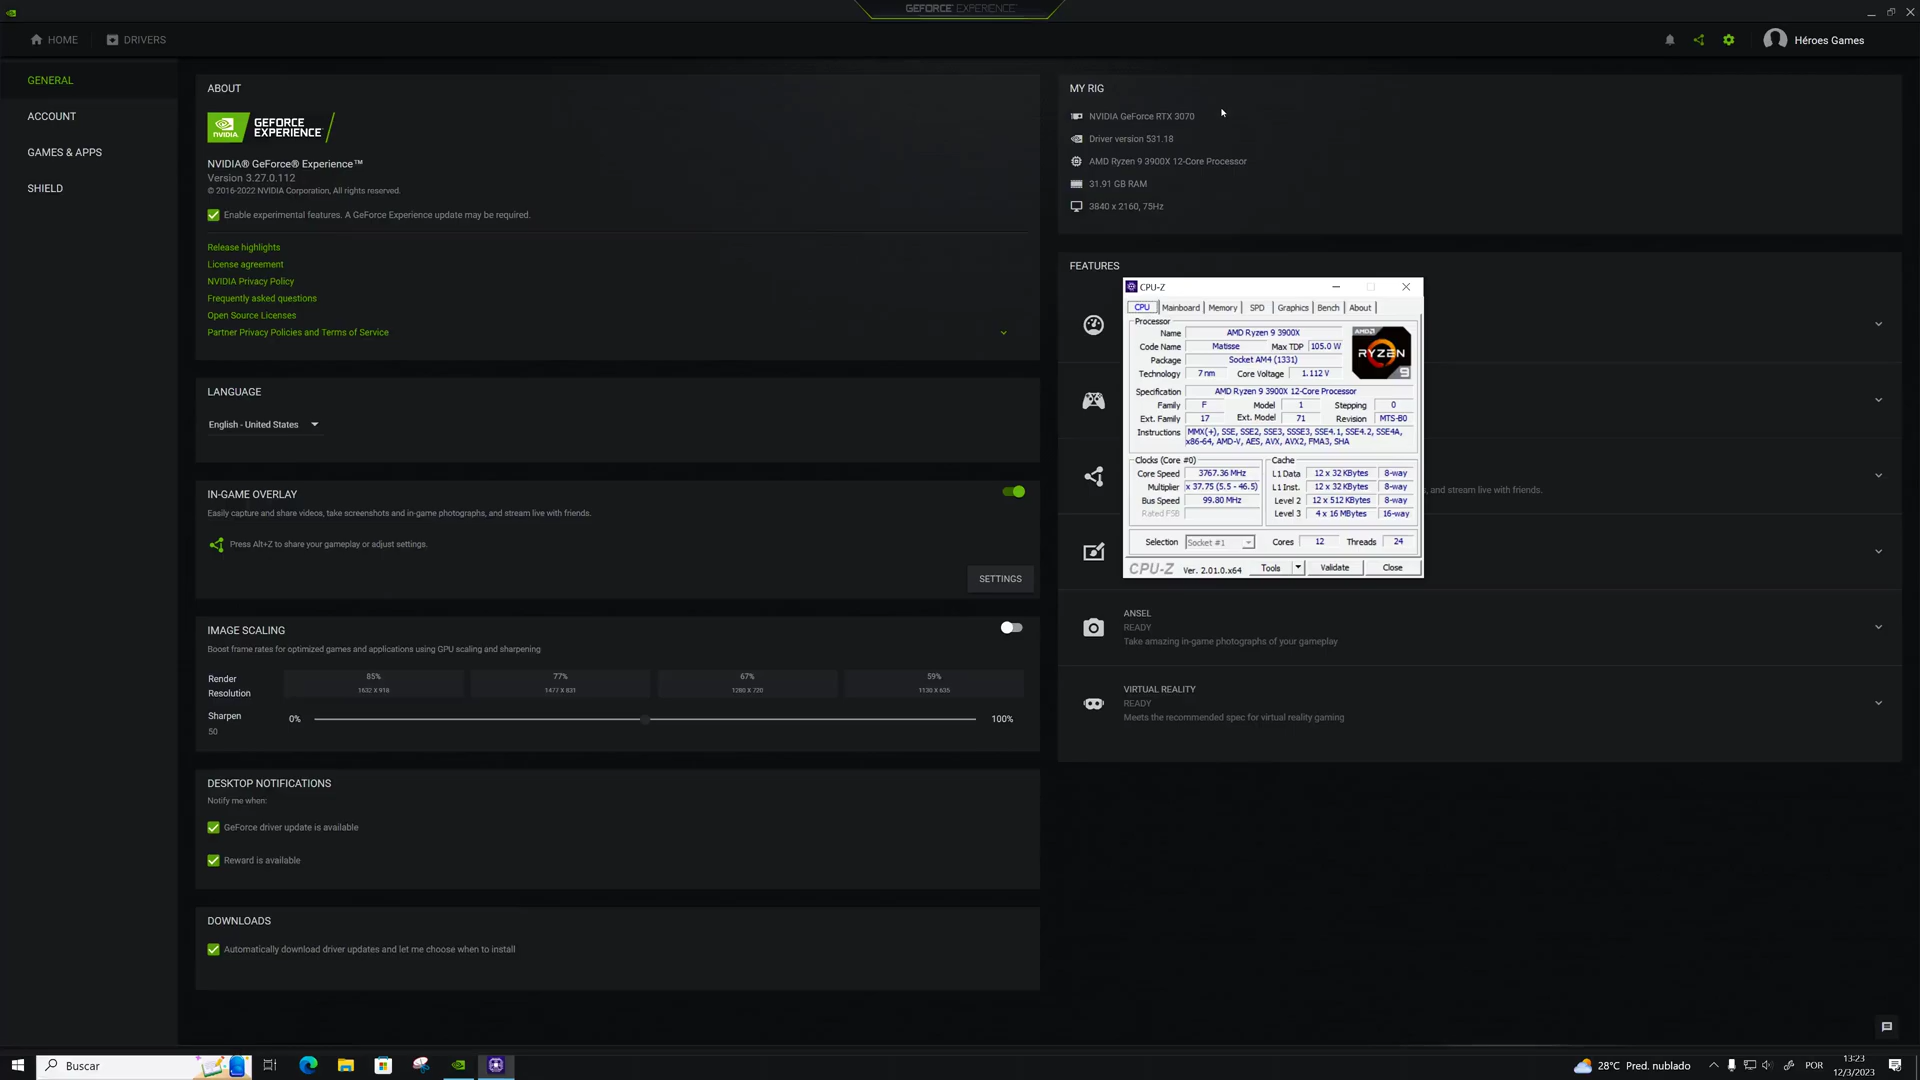 GEFORCE EXPERIENCE
HOME
DRIVERS
Héroes Games
GENERAL
ACCOUNT
GAMES & APPS
SHIELD
ABOUT
NVIDIA
GEFORCE
EXPERIENCE
NVIDIA® GeForce® Experience™
Version 3.27.0.112
© 2016-2022 NVIDIA Corporation, All rights reserved.
Enable experimental features. A GeForce Experience update may be required.
Release highlights
License agreement
NVIDIA Privacy Policy
Frequently asked questions
Open Source Licenses
Partner Privacy Policies and Terms of Service
LANGUAGE
English - United States
IN-GAME OVERLAY
Easily capture and share videos, take screenshots and in-game photographs, and stream live with friends.
Press Alt+Z to share your gameplay or adjust settings.
SETTINGS
IMAGE SCALING
Boost frame rates for optimized games and applications using GPU scaling and sharpening
Render Resolution
85%
1632 X 918
77%
1477 X 831
67%
1280 X 720
59%
1130 X 635
Sharpen
50
0%
100%
DESKTOP NOTIFICATIONS
Notify me when:
GeForce driver update is available
Reward is available
DOWNLOADS
Automatically download driver updates and let me choose when to install
MY RIG
NVIDIA GeForce RTX 3070
Driver version 531.18
AMD Ryzen 9 3900X 12-Core Processor
31.91 GB RAM
3840 x 2160, 75Hz
FEATURES
CPU-Z
CPU Mainboard Memory SPD Graphics Bench About
Processor
Name AMD Ryzen 9 3900X
Code Name Matisse Max TDP 105.0 W
Package Socket AM4 (1331)
Technology 7 nm Core Voltage 1.112 V
AMD RYZEN 9
Specification AMD Ryzen 9 3900X 12-Core Processor
Family F Model 1 Stepping 0
Ext. Family 17 Ext. Model 71 Revision MTS-B0
Instructions MMX(+), SSE, SSE2, SSE3, SSSE3, SSE4.1, SSE4.2, SSE4A,
x86-64, AMD-V, AES, AVX, AVX2, FMA3, SHA
Clocks (Core #0) Cache
Core Speed 3767.36 MHz L1 Data 12 x 32 KBytes 8-way
Multiplier x 37.75 (5.5 - 46.5) L1 Inst. 12 x 32 KBytes 8-way
Bus Speed 99.80 MHz Level 2 12 x 512 KBytes 8-way
Rated FSB Level 3 4 x 16 MBytes 16-way
Selection Socket #1 Cores 12 Threads 24
CPU-Z Ver. 2.01.0.x64 Tools Validate Close
, and stream live with friends.
ANSEL
READY
Take amazing in-game photographs of your gameplay
VIRTUAL REALITY
READY
Meets the recommended spec for virtual reality gaming
Buscar
28°C Pred. nublado
POR
13:23
12/3/2023